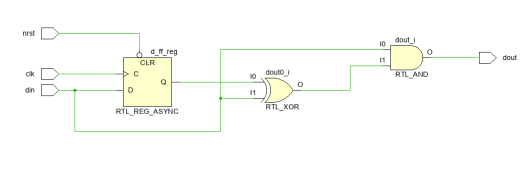 nrst
d_ff_reg
CLR
clk
C
din
D
Q
RTL_REG_ASYNC
dout0_i
I0
I1
O
RTL_XOR
dout_i
I0
I1
O
RTL_AND
dout